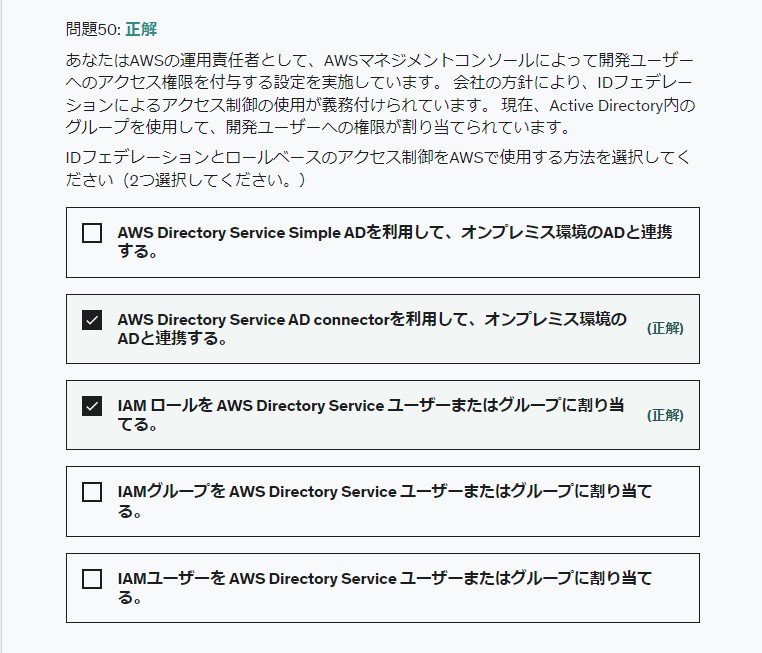 問題50: 正解
あなたはAWSの運用責任者として、AWSマネジメントコンソールによって開発ユーザー
へのアクセス権限を付与する設定を実施しています。 会社の方針により、IDフェデレー
ションによるアクセス制御の使用が義務付けられています。 現在、Active Directory内の
グループを使用して、開発ユーザーへの権限が割り当てられています。
IDフェデレーションとロールベースのアクセス制御をAWSで使用する方法を選択してく
ださい（2つ選択してください。）
AWS Directory Service Simple ADを利用して、オンプレミス環境のADと連携
する。
AWS Directory Service AD connectorを利用して、オンプレミス環境の
ADと連携する。
(正解)
IAM ロールを AWS Directory Service ユーザーまたはグループに割り当
てる。
(正解)
IAMグループを AWS Directory Service ユーザーまたはグループに割り当て
る。
IAMユーザーを AWS Directory Service ユーザーまたはグループに割り当て
る。